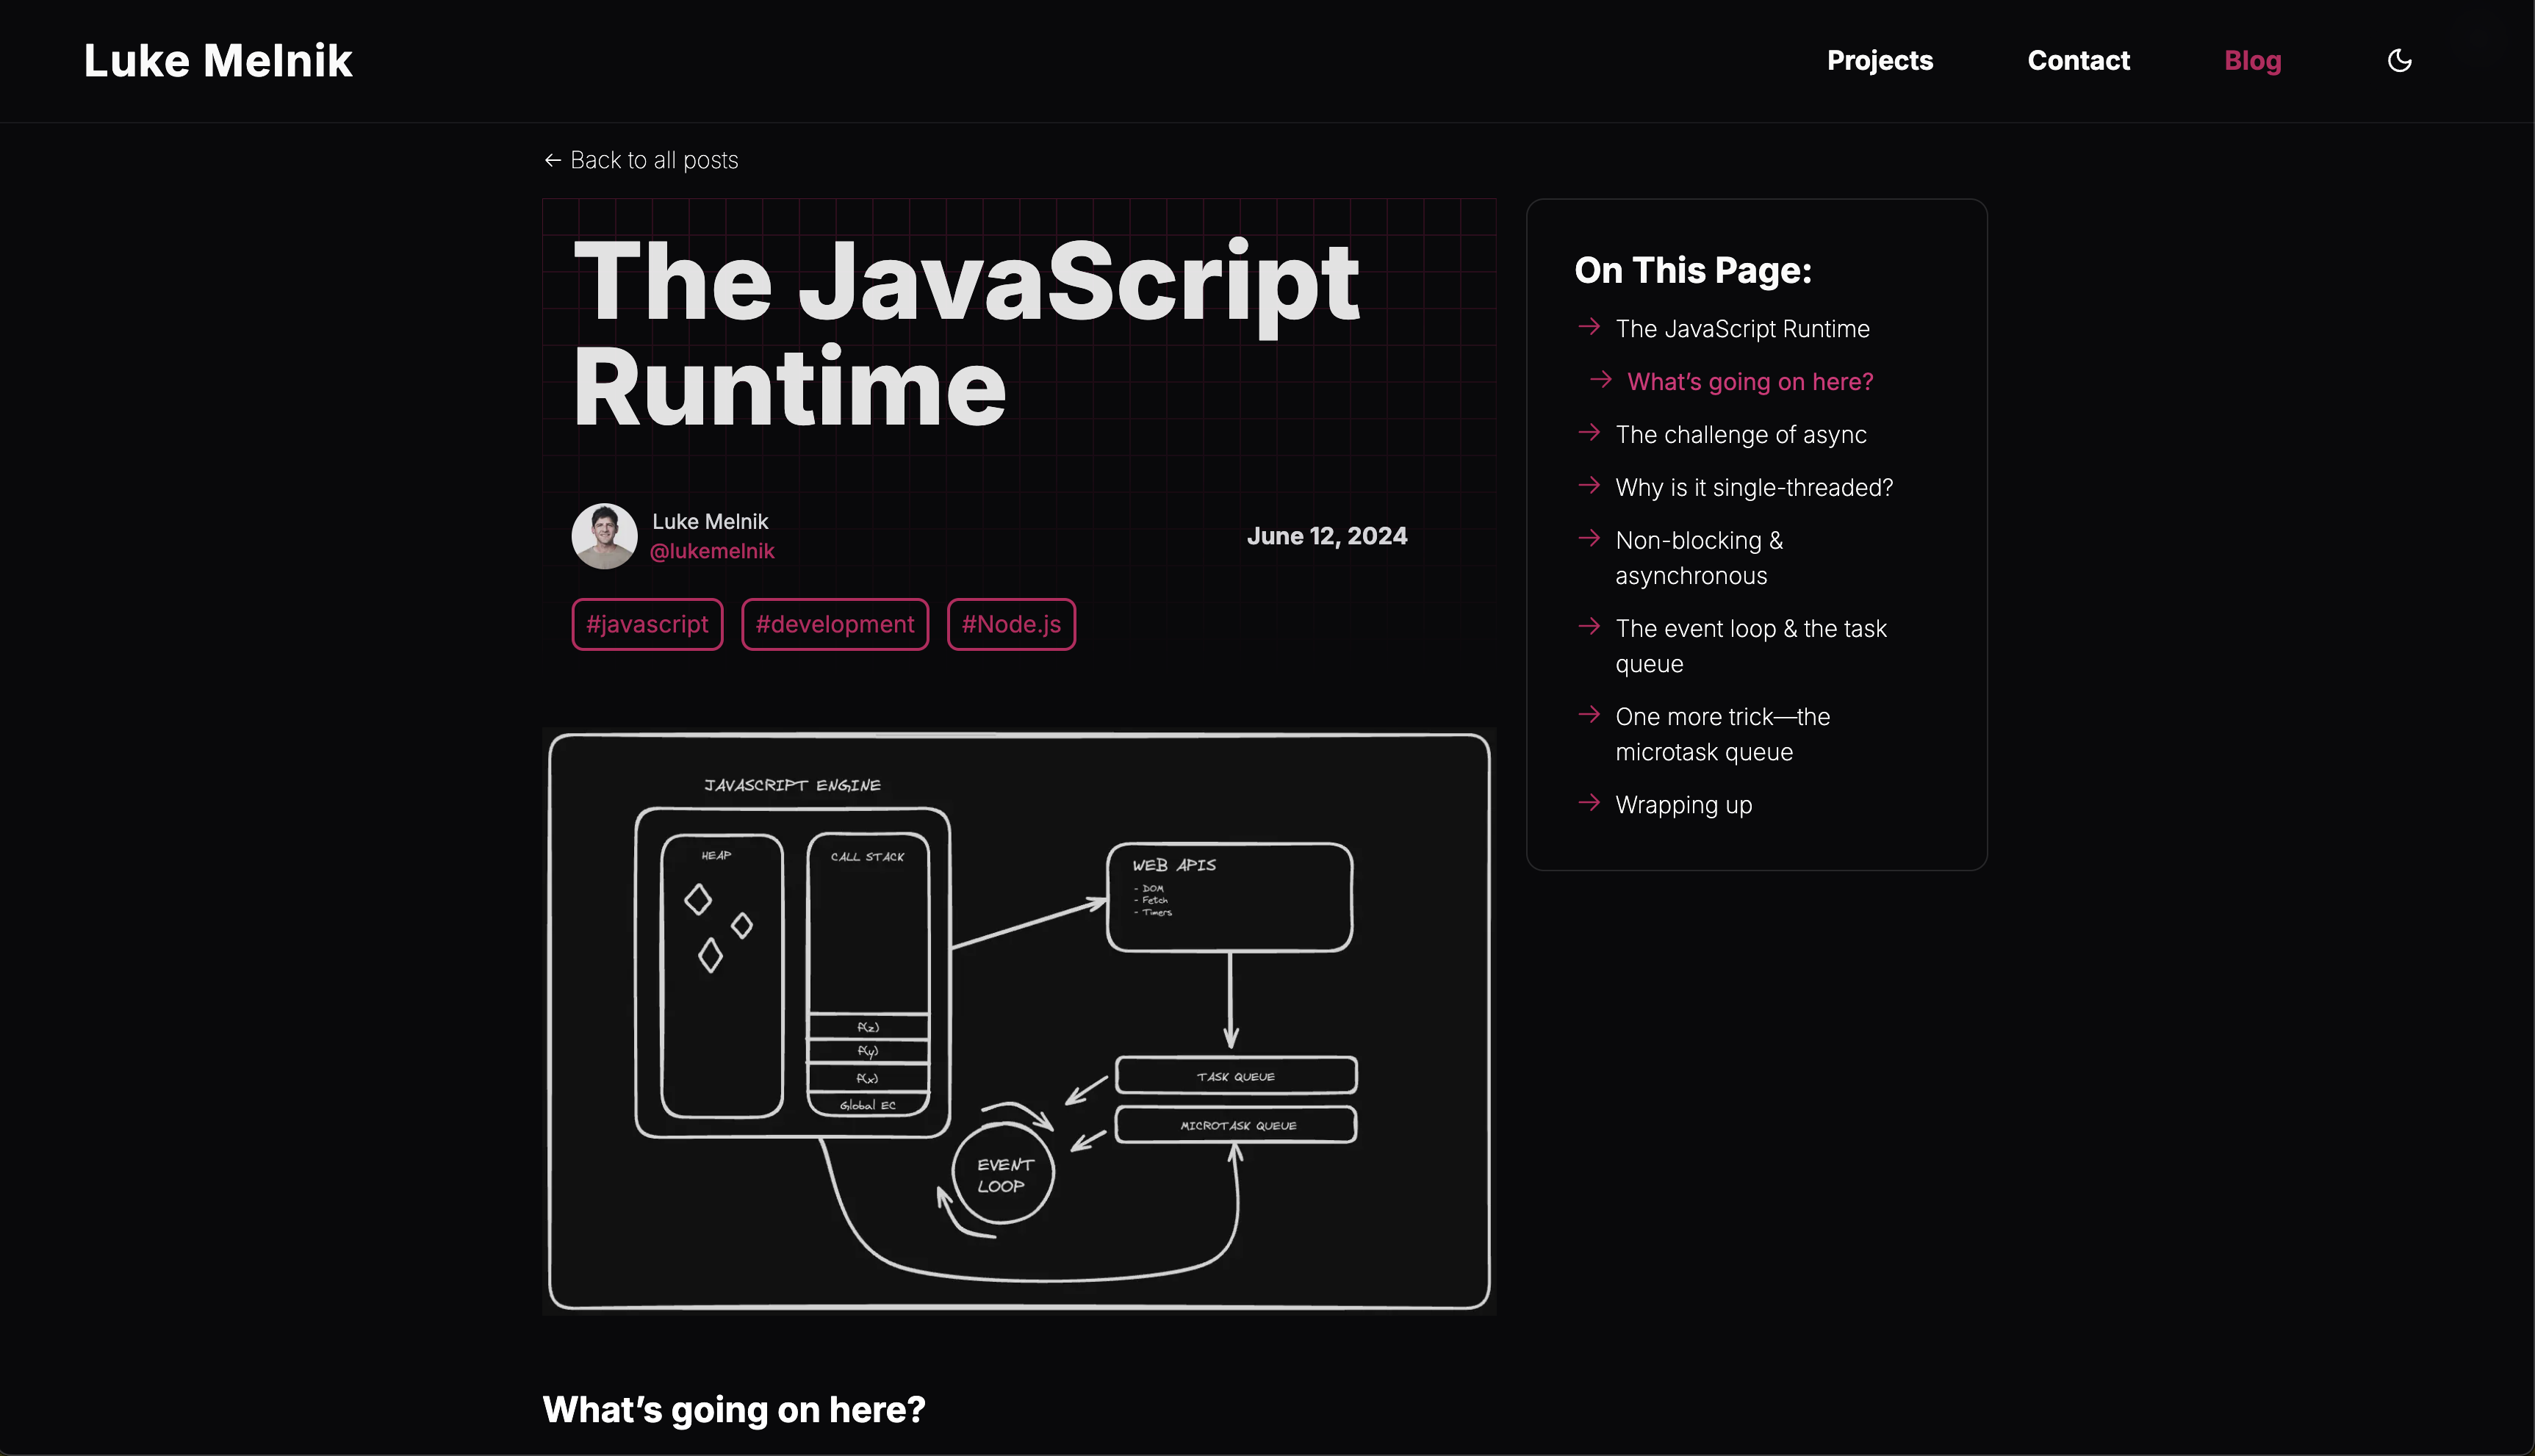 Luke Melnik
Projects
Contact
Blog
← Back to all posts
The JavaScript
Runtime
Luke Melnik
@lukemelnik
June 12, 2024
#javascript
#development
#Node.js
On This Page:
→ The JavaScript Runtime
→ What’s going on here?
→ The challenge of async
→ Why is it single-threaded?
→ Non-blocking &
asynchronous
→ The event loop & the task
queue
→ One more trick—the
microtask queue
→ Wrapping up
JAVASCRIPT ENGINE
HEAP
CALL STACK
f(z)
f(y)
f(x)
Global EC
WEB APIS
- DOM
- Fetch
- Timers
TASK QUEUE
MICROTASK QUEUE
EVENT
LOOP
What’s going on here?